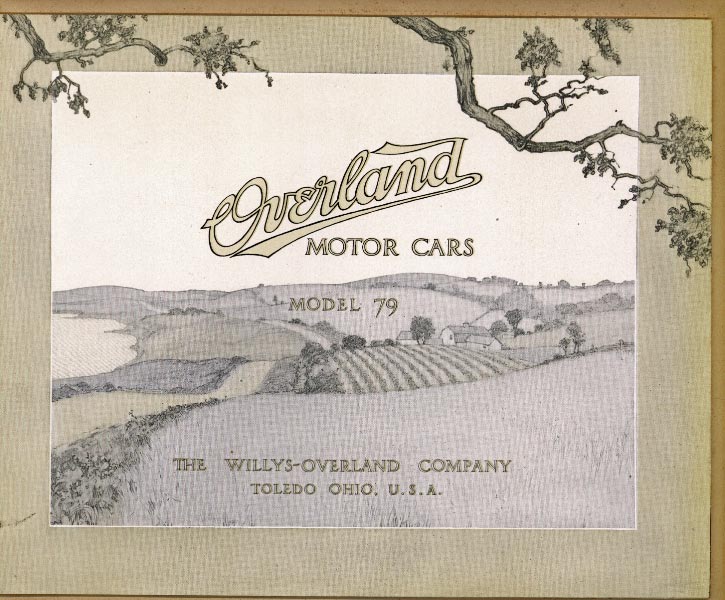 Overland
MOTOR CARS
MODEL 79
THE WILLYS-OVERLAND COMPANY
TOLEDO OHIO, U.S.A.